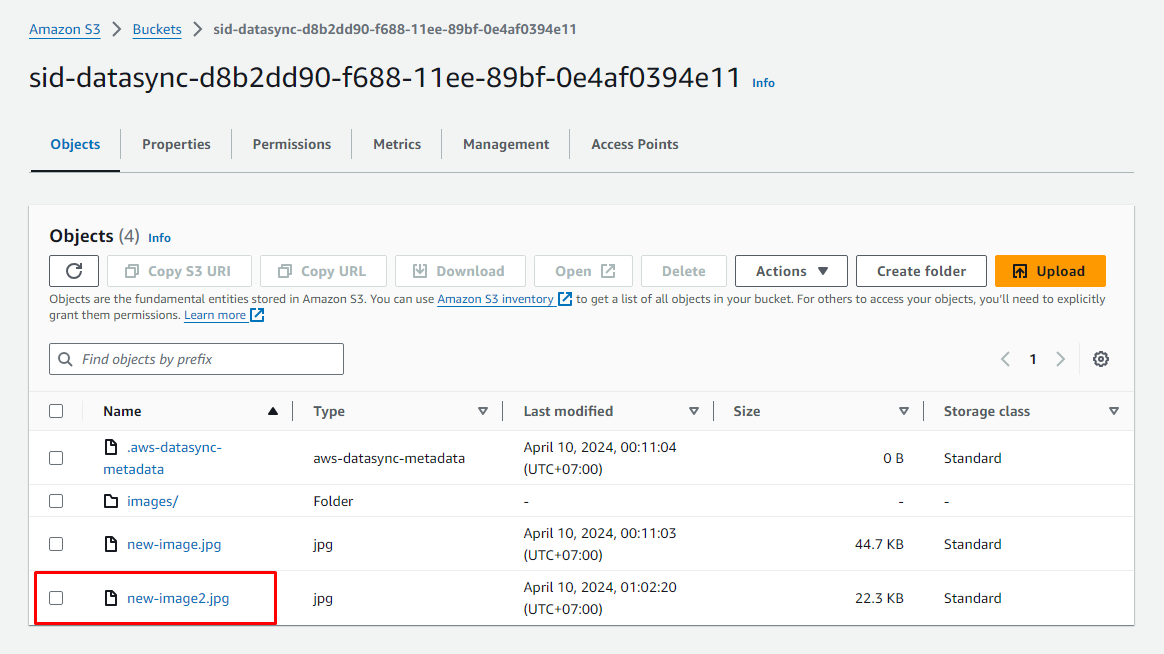 Amazon S3 > Buckets > sid-datasync-d8b2dd90-f688-11ee-89bf-0e4af0394e11
sid-datasync-d8b2dd90-f688-11ee-89bf-0e4af0394e11 Info
Objects Properties Permissions Metrics Management Access Points
Objects (4) Info
Copy S3 URI Copy URL Download Open Delete Actions Create folder Upload
Objects are the fundamental entities stored in Amazon S3. You can use Amazon S3 inventory to get a list of all objects in your bucket. For others to access your objects, you'll need to explicitly
grant them permissions. Learn more
Find objects by prefix 1
Name Type Last modified Size Storage class
.aws-datasync-
metadata aws-datasync-metadata April 10, 2024, 00:11:04
(UTC+07:00) 0 B Standard
images/ Folder - - -
new-image.jpg jpg April 10, 2024, 00:11:03
(UTC+07:00) 44.7 KB Standard
new-image2.jpg jpg April 10, 2024, 01:02:20
(UTC+07:00) 22.3 KB Standard